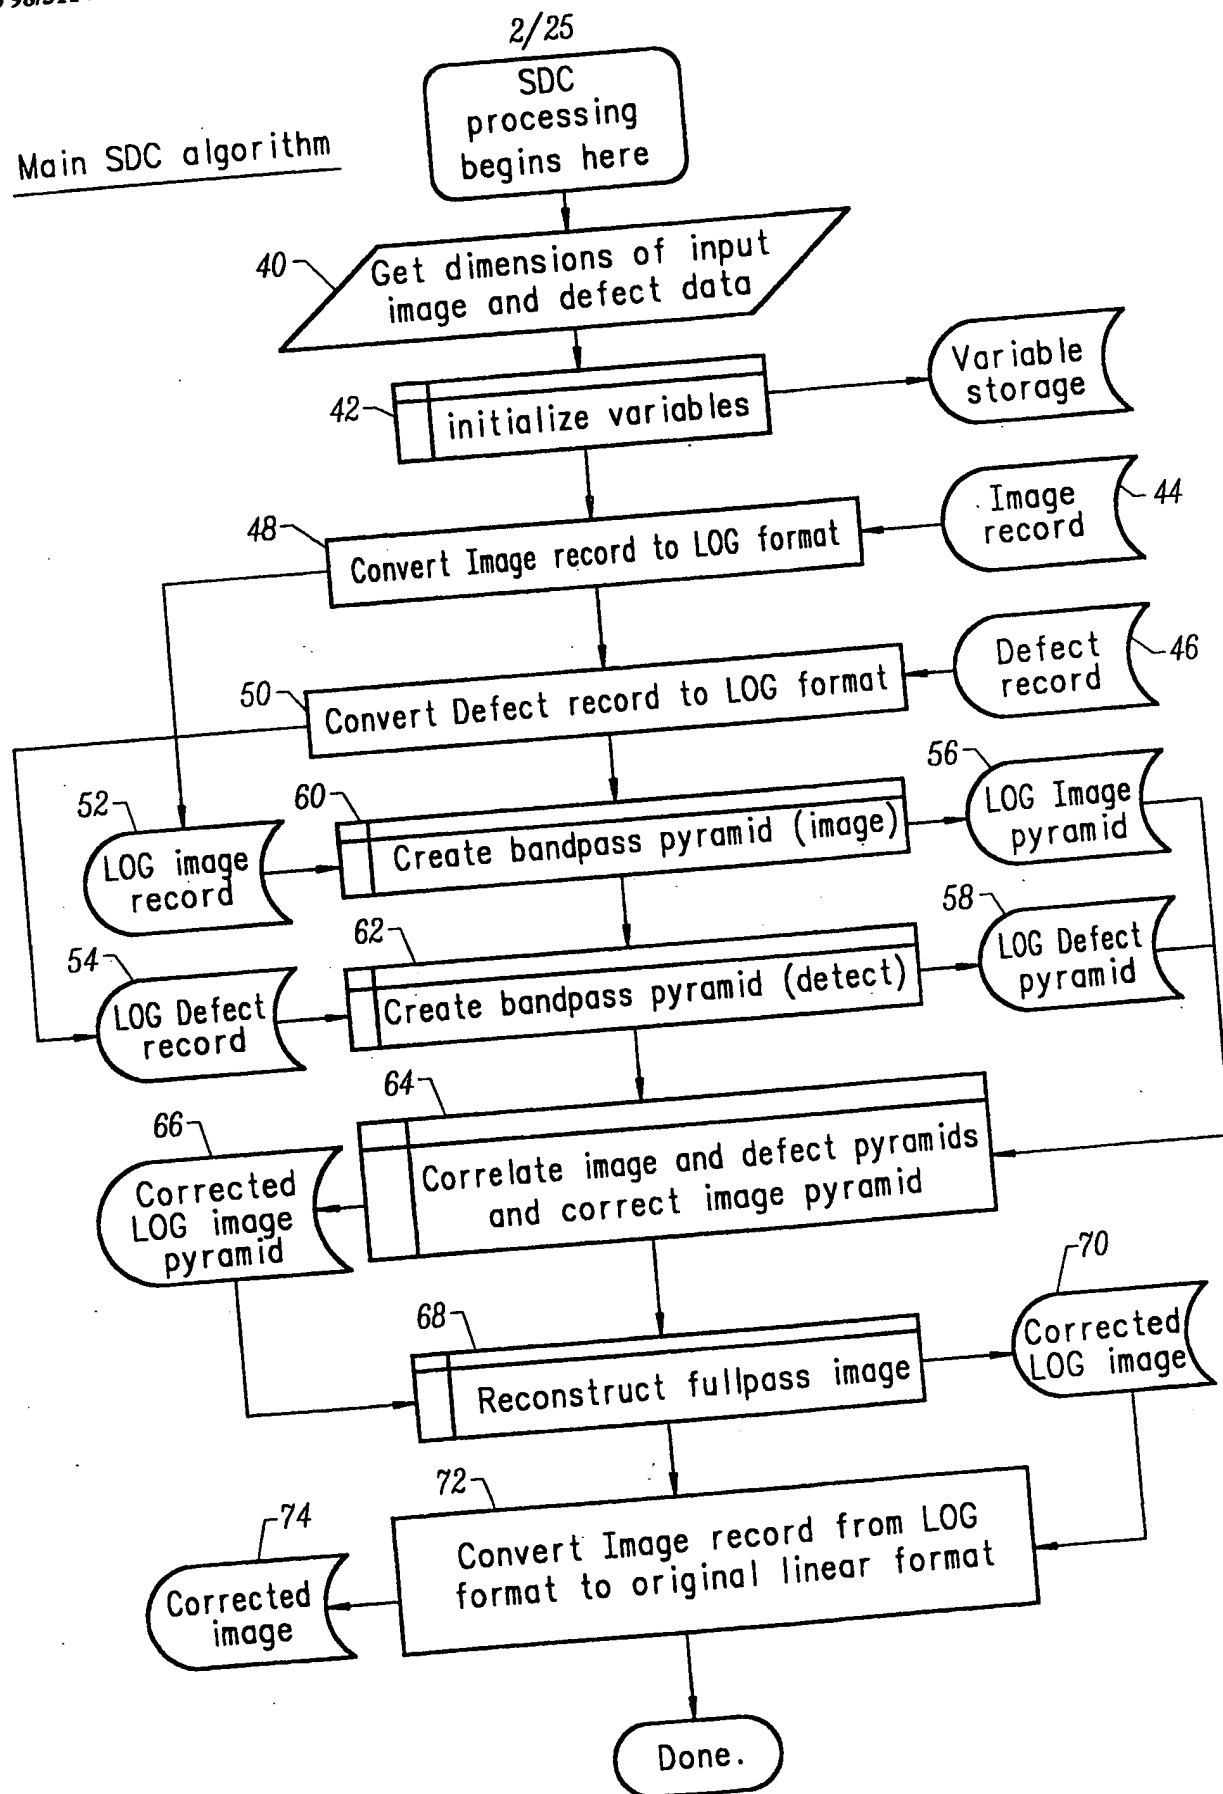 2/25
SDC
processing
begins here
Main SDC algorithm
40
Get dimensions of input
image and defect data
Variable
storage
42
initialize variables
Image
record
44
48
Convert Image record to LOG format
Defect
record
46
50
Convert Defect record to LOG format
56
LOG Image
pyramid
52
LOG image
record
60
Create bandpass pyramid (image)
58
LOG Defect
pyramid
54
LOG Defect
record
62
Create bandpass pyramid (detect)
64
Correlate image and defect pyramids
and correct image pyramid
66
Corrected
LOG image
pyramid
68
Reconstruct fullpass image
70
Corrected
LOG image
72
Convert Image record from LOG
format to original linear format
74
Corrected
image
Done.